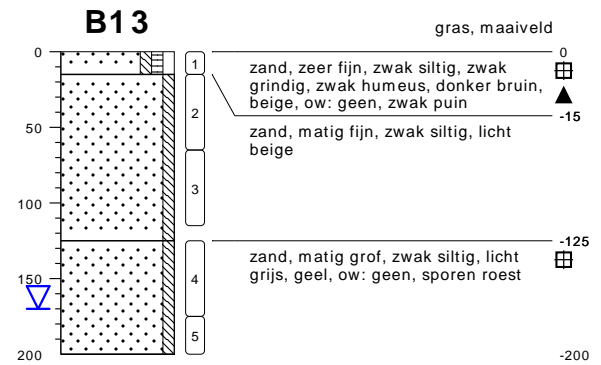 B13
gras, maaiveld
0
0
1
zand, zeer fijn, zwak siltig, zwak
grindig, zwak humeus, donker bruin,
beige, ow: geen, zwak puin
-15
2
50
zand, matig fijn, zwak siltig, licht
beige
3
100
-125
zand, matig grof, zwak siltig, licht
grijs, geel, ow: geen, sporen roest
4
150
5
200
-200